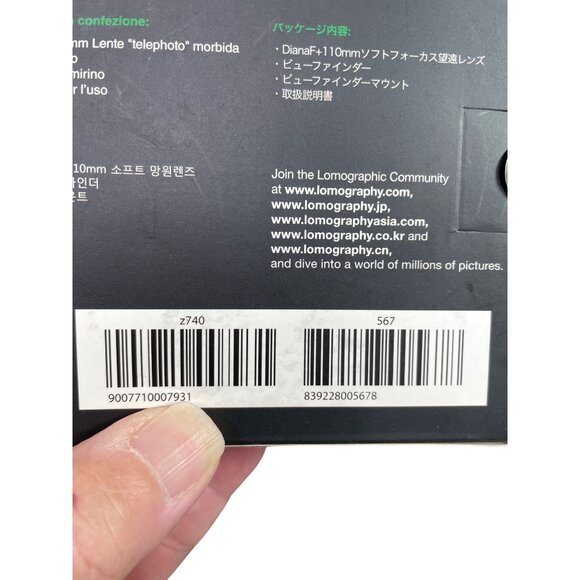 confezione:
mm Lente "telephoto" morbida
o
mirino
r l'uso
10mm 소프트 망원렌즈
인더
운트
パッケージ内容:
・DianaF+110mmソフトフォーカス望遠レンズ
・ビューファインダー
・ビューファインダーマウント
・取扱説明書
Join the Lomographic Community
at www.lomography.com,
www.lomography.jp,
www.lomographyasia.com,
www.lomography.co.kr and
www.lomography.cn,
and dive into a world of millions of pictures.
z740
9007710007931
567
839228005678